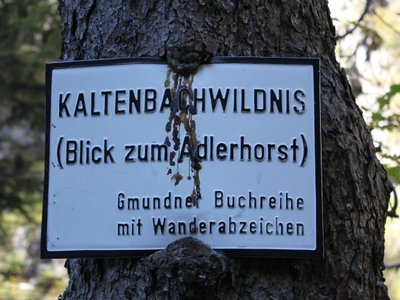 KALTENBACHWILDNIS
(Blick zum Adlerhorst)
Gmundner Buchreihe
mit Wanderabzeichen